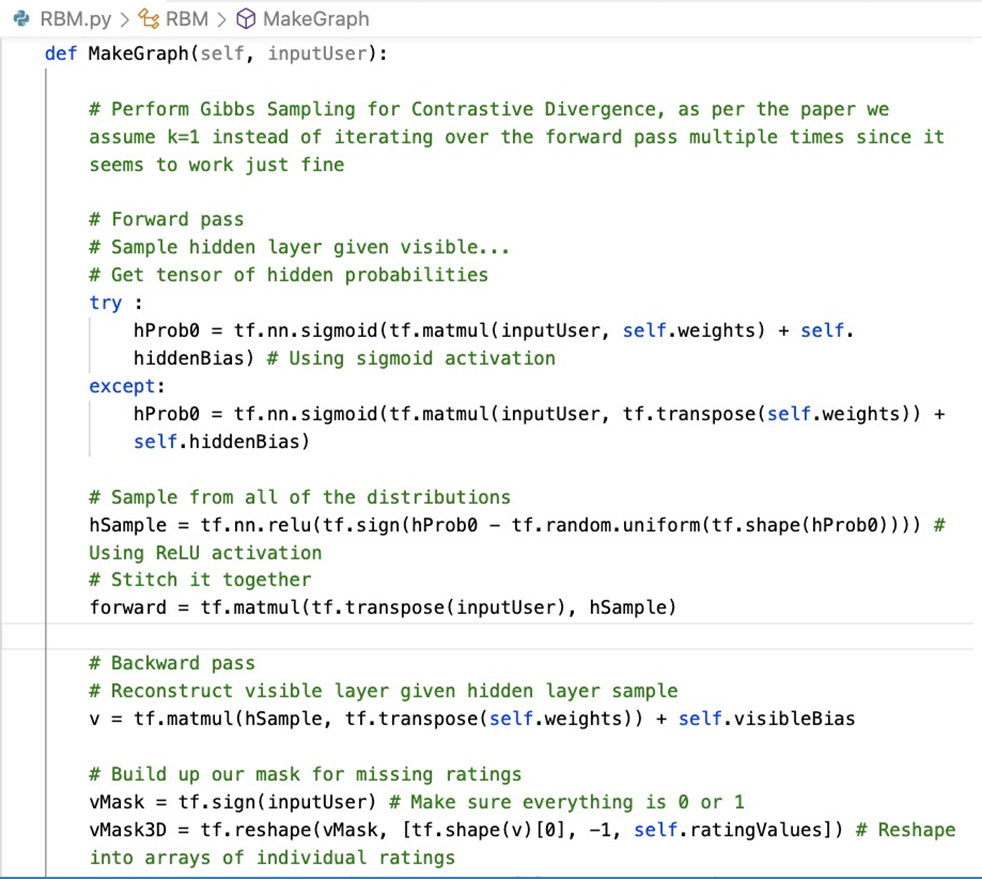 RBM.py > RBM > MakeGraph
def MakeGraph(self, inputUser):
# Perform Gibbs Sampling for Contrastive Divergence, as per the paper we
assume k=1 instead of iterating over the forward pass multiple times since it
seems to work just fine
# Forward pass
# Sample hidden layer given visible...
# Get tensor of hidden probabilities
try :
hProb0 = tf.nn.sigmoid(tf.matmul(inputUser, self.weights) + self.
hiddenBias) # Using sigmoid activation
except:
hProb0 = tf.nn.sigmoid(tf.matmul(inputUser, tf.transpose(self.weights)) +
self.hiddenBias)
# Sample from all of the distributions
hSample = tf.nn.relu(tf.sign(hProb0 - tf.random.uniform(tf.shape(hProb0)))) #
Using ReLU activation
# Stitch it together
forward = tf.matmul(tf.transpose(inputUser), hSample)
# Backward pass
# Reconstruct visible layer given hidden layer sample
v = tf.matmul(hSample, tf.transpose(self.weights)) + self.visibleBias
# Build up our mask for missing ratings
vMask = tf.sign(inputUser) # Make sure everything is 0 or 1
vMask3D = tf.reshape(vMask, [tf.shape(v)[0], -1, self.ratingValues]) # Reshape
into arrays of individual ratings